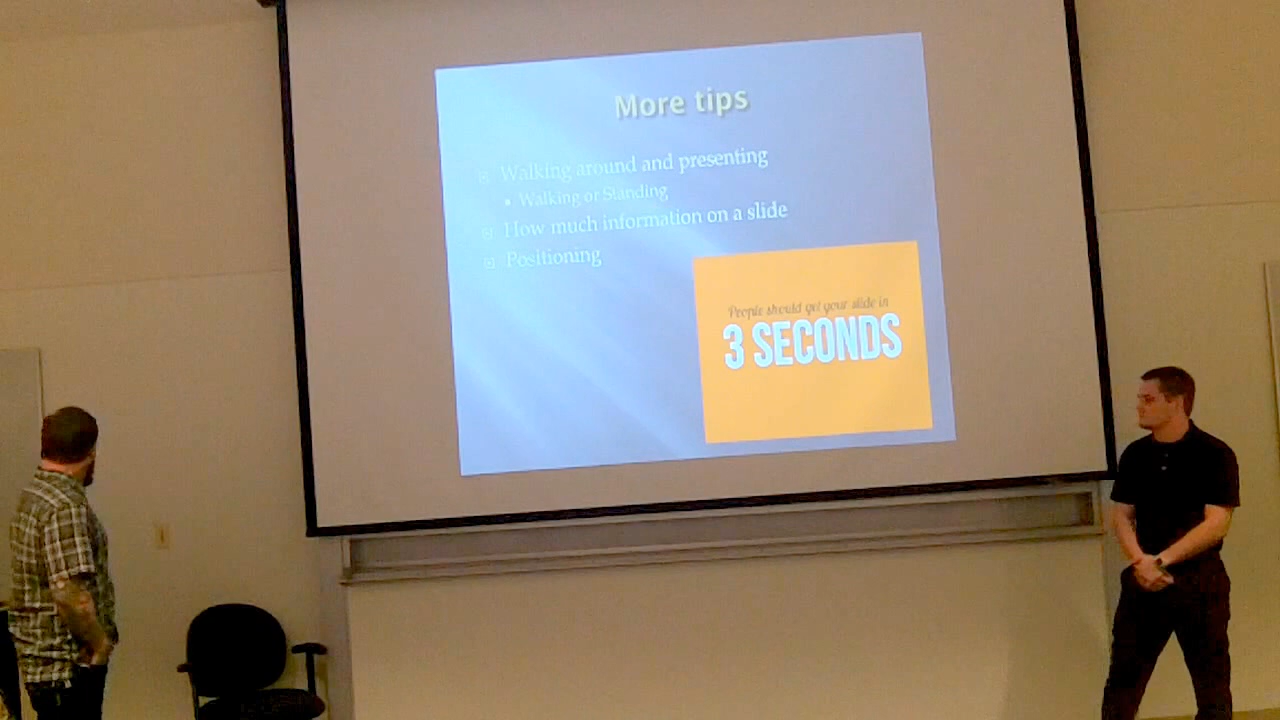 More tips
Walking around and presenting
Walking or Standing
How much information on a slide
Positioning
People should get your slide in
3 SECONDS